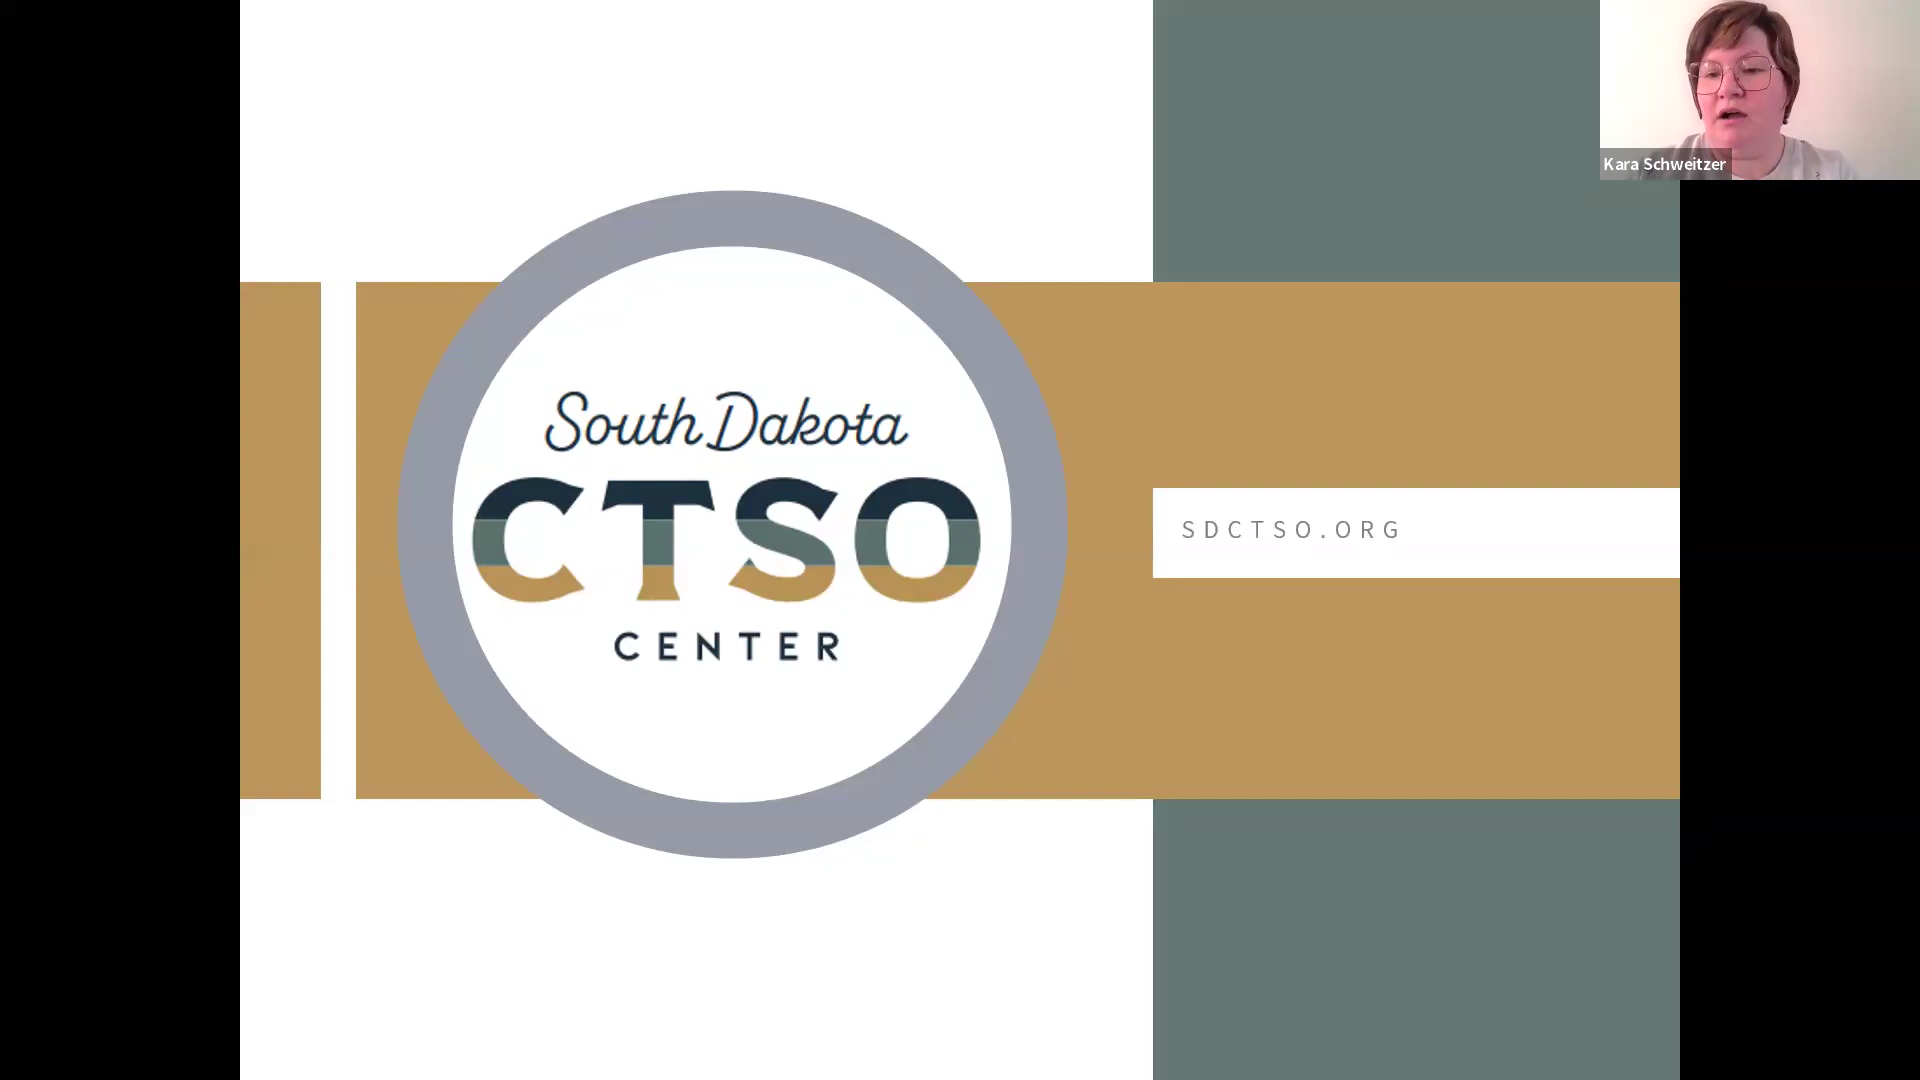 Kara Schweitzer
South Dakota
CTSO
CENTER
SDCTSO.ORG